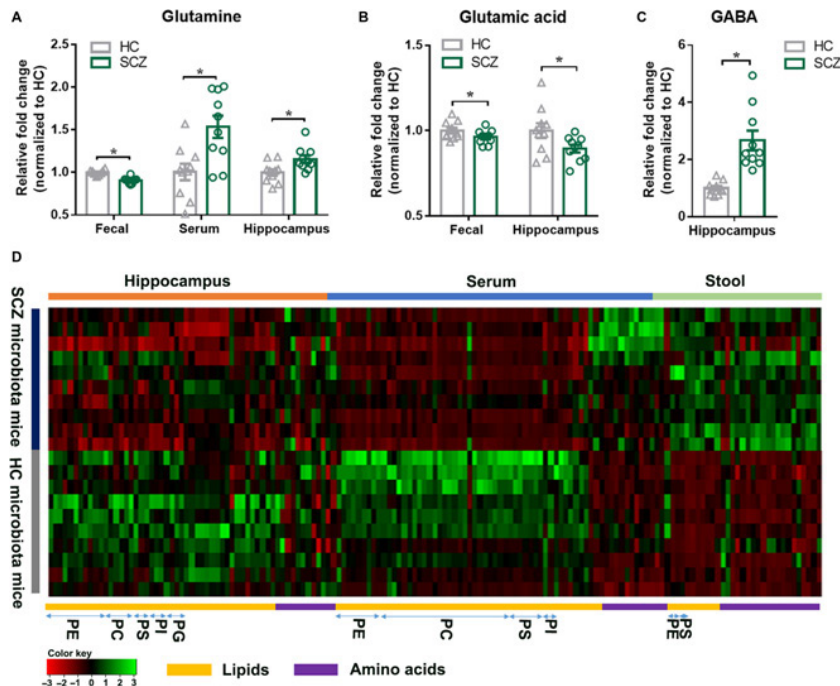 A
Glutamine
Relative fold change
(normalized to HC)
2.5
2.0
1.5
1.0
0.5
HC
SCZ
*
*
*
Fecal Serum Hippocampus
B
Glutamic acid
Relative fold change
(normalized to HC)
1.5
1.0
0.5
HC
SCZ
*
*
Fecal Hippocampus
C
GABA
Relative fold change
(normalized to HC)
6
4
2
0
HC
SCZ
*
Hippocampus
D
Hippocampus Serum Stool
SCZ microbiota mice
HC microbiota mice
PE PC PS PI PG PE PC PS PI PE PS
Color key
−3 −2 −1 0 1 2 3
Lipids Amino acids